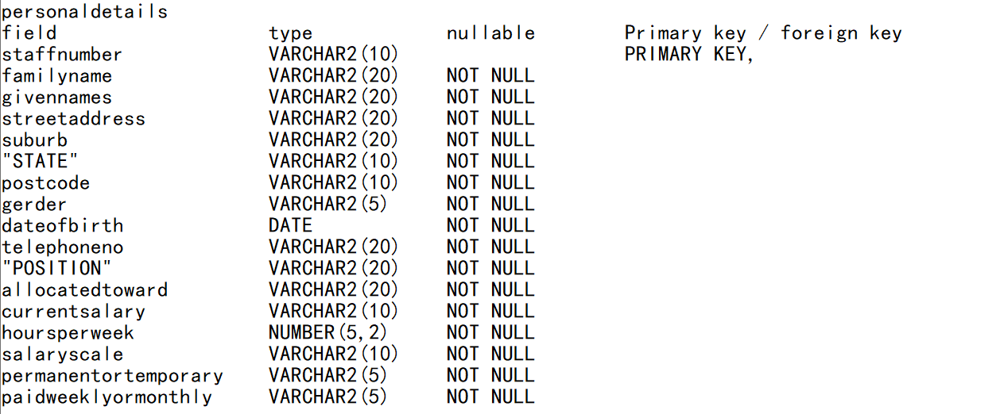 personaldetails
field type nullable Primary key / foreign key
staffnumber VARCHAR2(10) PRIMARY KEY,
familyname VARCHAR2(20) NOT NULL
givennames VARCHAR2(20) NOT NULL
streetaddress VARCHAR2(20) NOT NULL
suburb VARCHAR2(20) NOT NULL
"STATE" VARCHAR2(10) NOT NULL
postcode VARCHAR2(10) NOT NULL
gerder VARCHAR2(5) NOT NULL
dateofbirth DATE NOT NULL
telephoneno VARCHAR2(20) NOT NULL
"POSITION" VARCHAR2(20) NOT NULL
allocatedtoward VARCHAR2(20) NOT NULL
currentsalary VARCHAR2(10) NOT NULL
hoursperweek NUMBER(5,2) NOT NULL
salaryscale VARCHAR2(10) NOT NULL
permanentortemporary VARCHAR2(5) NOT NULL
paidweeklyormonthly VARCHAR2(5) NOT NULL